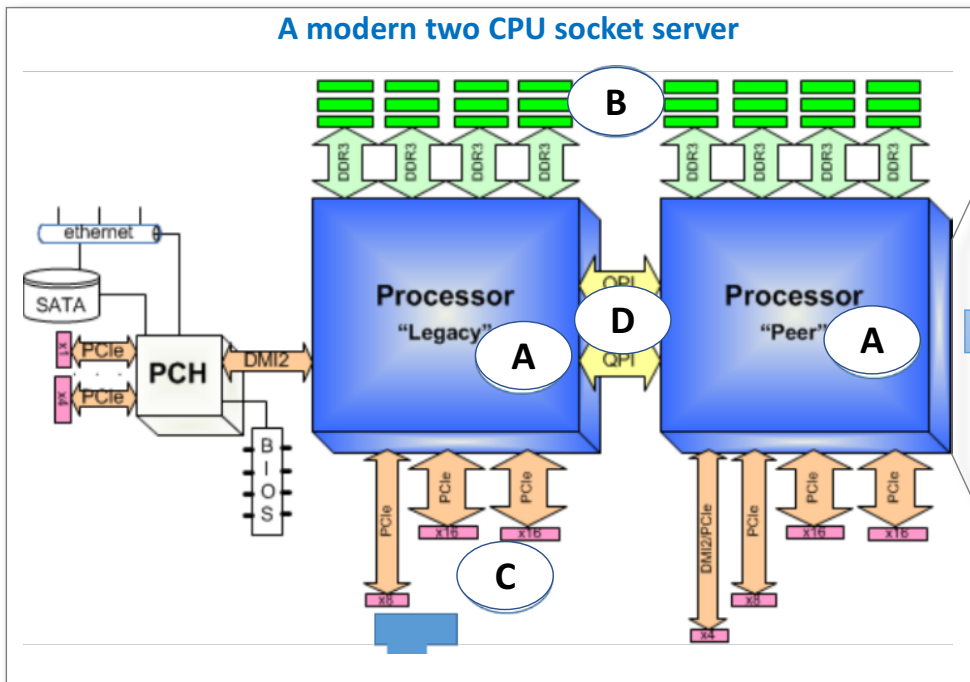 A modern two CPU socket server
B
DDR3
DDR3
DDR3
DDR3
DDR3
DDR3
DDR3
DDR3
ethernet
SATA
x1
PCIe
x4
PCIe
PCH
DMI2
BIOS
Processor
"Legacy"
A
QPI
D
QPI
Processor
"Peer"
A
PCIe
PCIe
PCIe
x16
x16
x8
C
DMI2/PCIe
PCIe
PCIe
PCIe
x16
x16
x8
x4